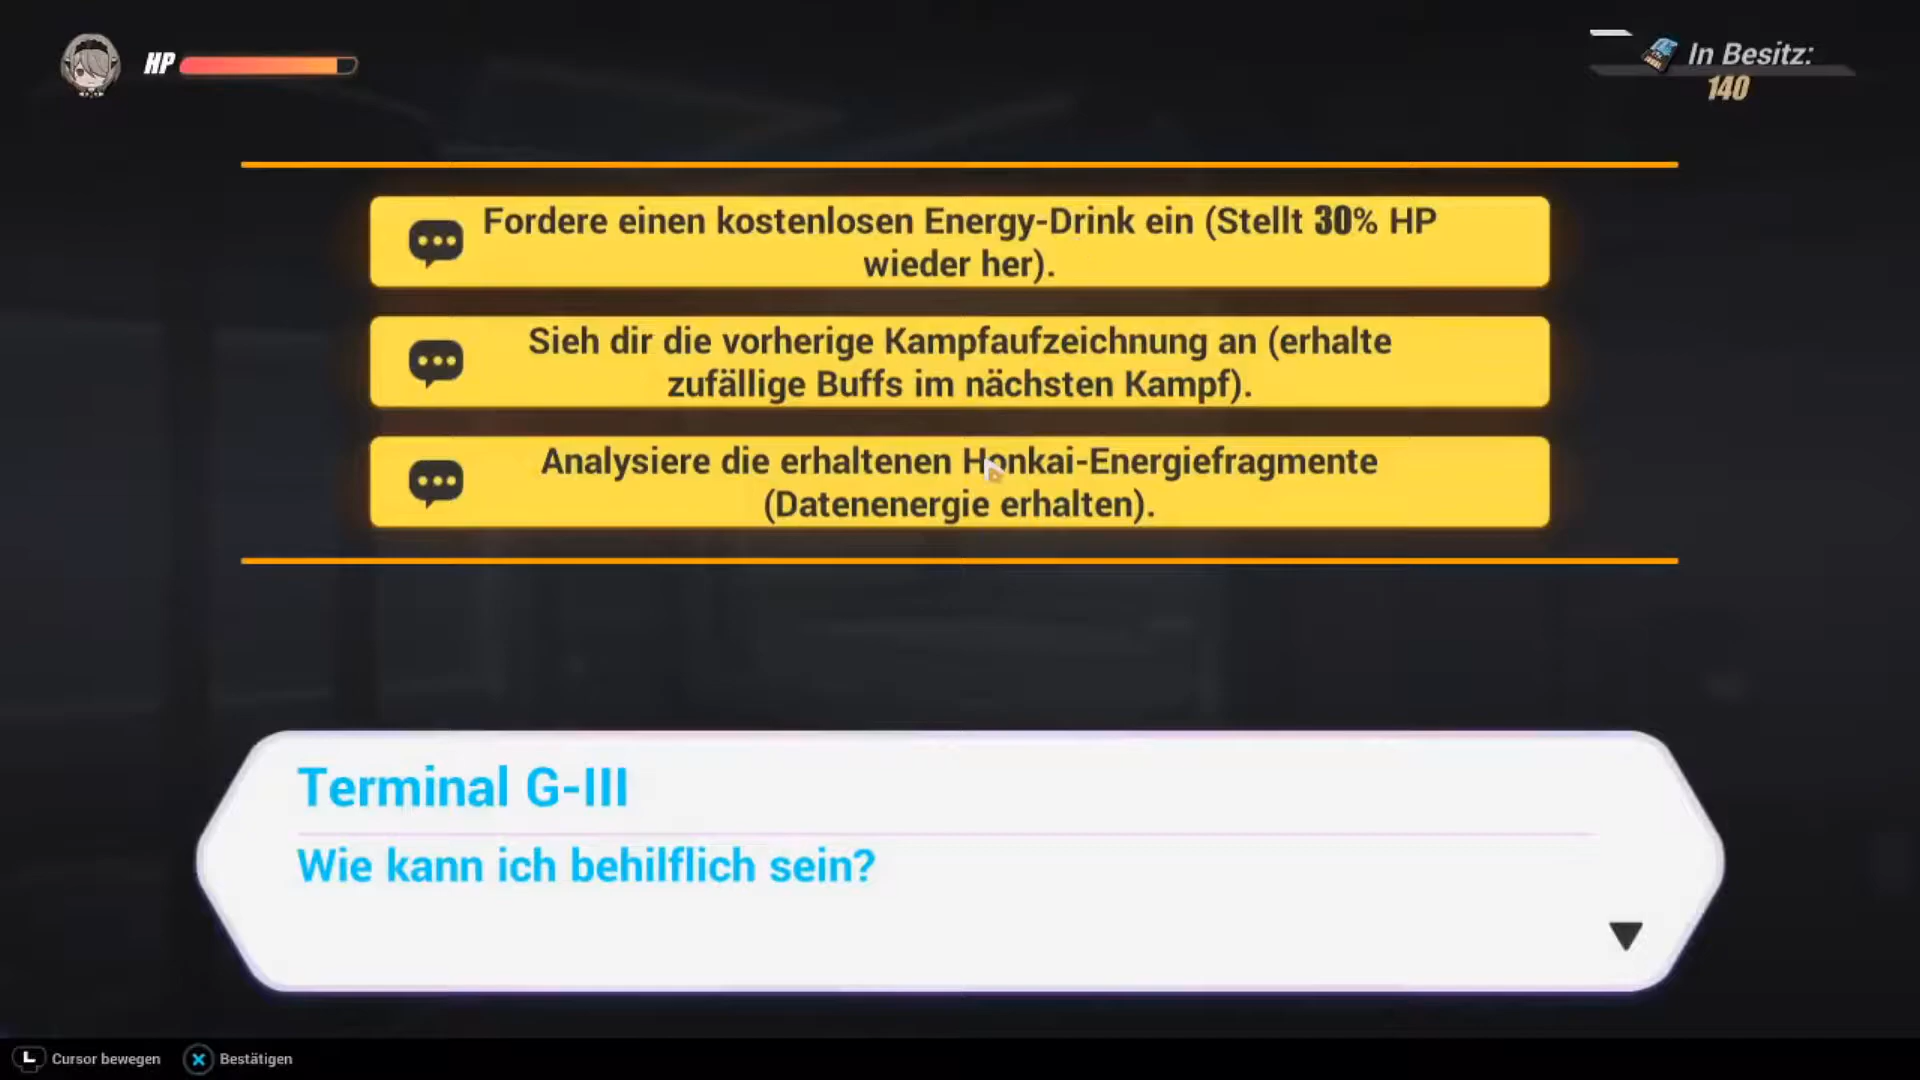 HP
In Besitz:
140
Fordere einen kostenlosen Energy-Drink ein (Stellt 30% HP
wieder her).
Sieh dir die vorherige Kampfaufzeichnung an (erhalte
zufällige Buffs im nächsten Kampf).
Analysiere die erhaltenen Honkai-Energiefragmente
(Datenenergie erhalten).
Terminal G-III
Wie kann ich behilflich sein?
L Cursor bewegen
X Bestätigen